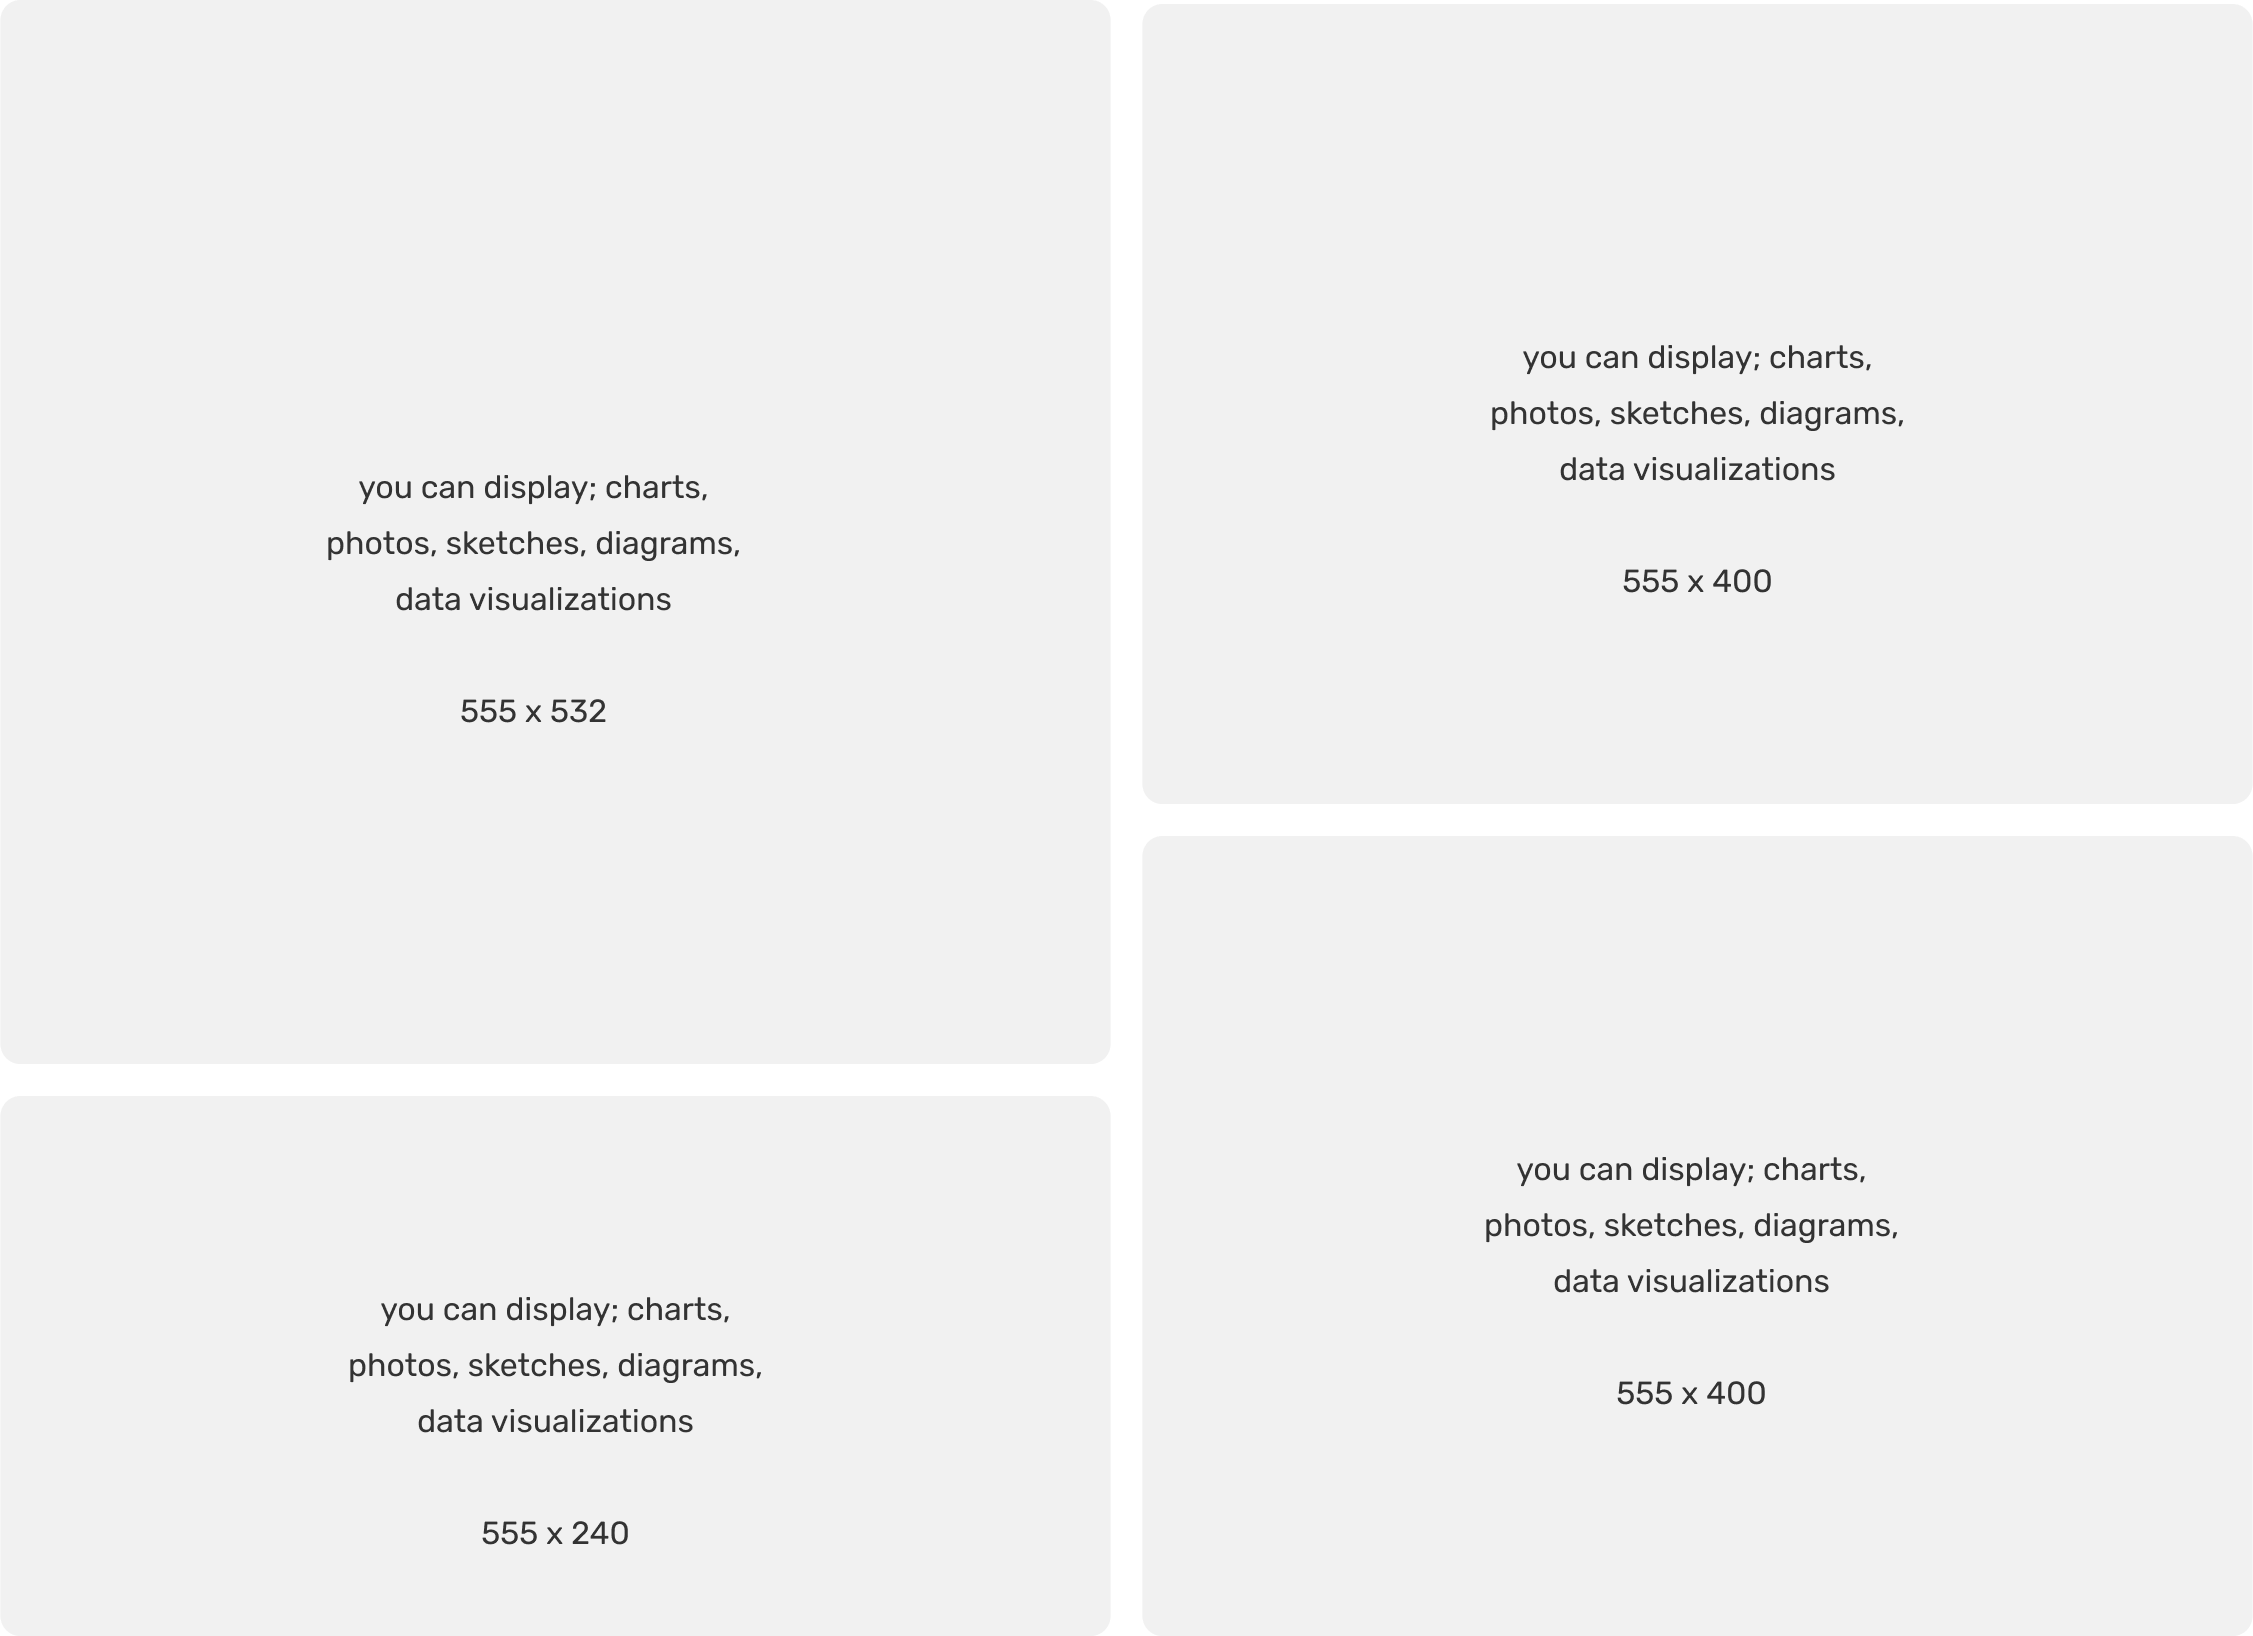 you can display; charts,
photos, sketches, diagrams,
data visualizations
555 x 532
you can display; charts,
photos, sketches, diagrams,
data visualizations
555 x 240
you can display; charts,
photos, sketches, diagrams,
data visualizations
555 x 400
you can display; charts,
photos, sketches, diagrams,
data visualizations
555 x 400